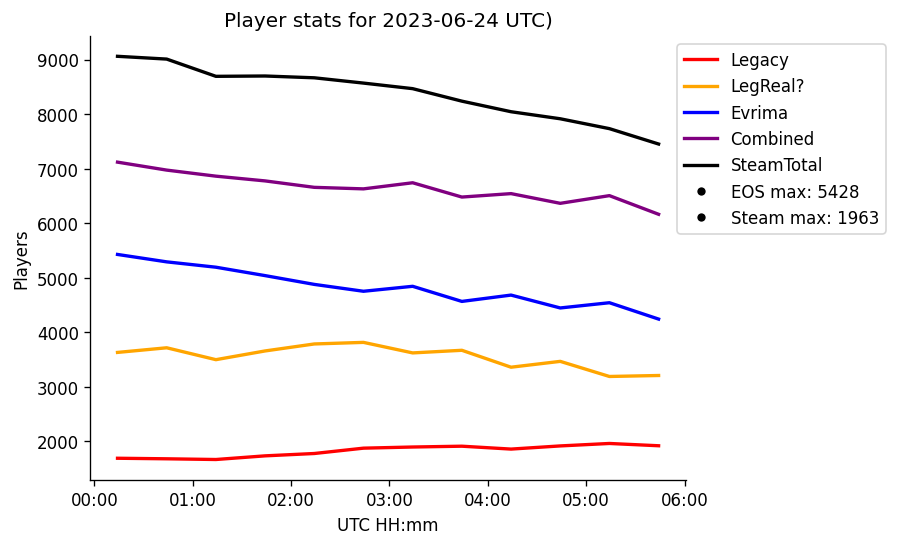 Player stats for 2023-06-24 UTC)
9000
8000
7000
6000
5000
4000
3000
2000
Players
00:00 01:00 02:00 03:00 04:00 05:00 06:00
UTC HH:mm
Legacy
LegReal?
Evrima
Combined
SteamTotal
EOS max: 5428
Steam max: 1963